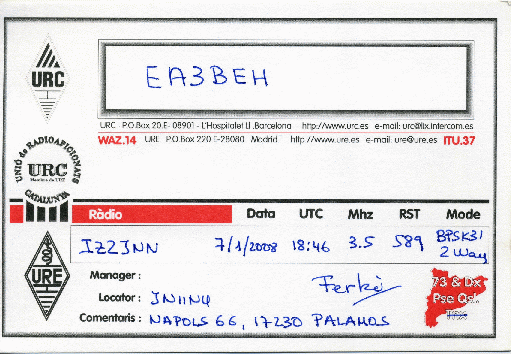 URC
EA3BEH
URC P.O.Box 20.E- 08901 - L'Hospitalet Ll .Barcelona http://www.urc.es e-mail: urc@lix.intercom.es
WAZ.14 URE P.O.Box 220 E-28080 Madrid http://www.ure.es e-mail: ure@ure.es ITU.37
UNIÓ de RADIOAFICIONATS
URC
CATALUNYA
Ràdio Data UTC Mhz RST Mode
IZ2JNN 7/1/2008 18:46 3.5 589 BPSK31
2 Way
URE
Manager :
Ferké
73 & DX
Pse Qsl.
Locator : JN11NU
Comentaris : NAPOLS 66, 17230 PALAMOS